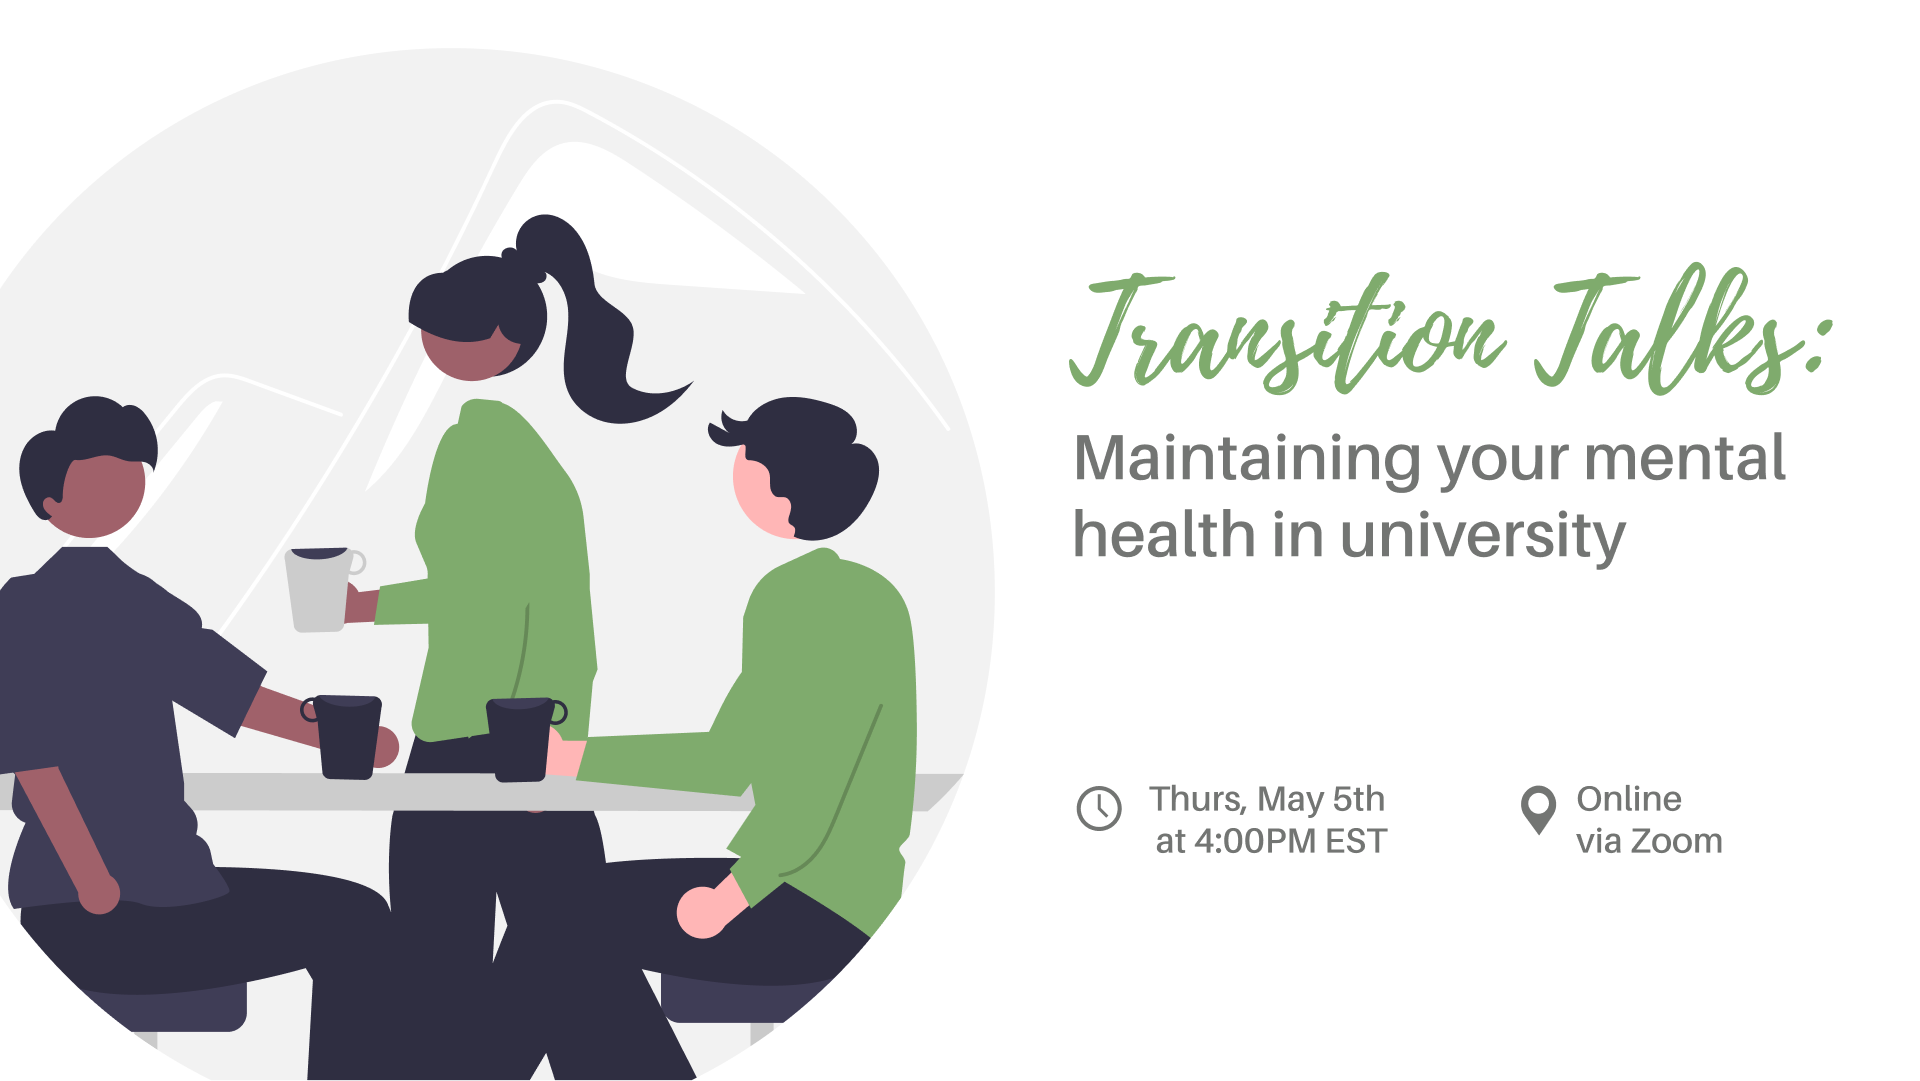 Transition Talks:
Maintaining your mental
health in university
Thurs, May 5th
at 4:00PM EST
Online
via Zoom